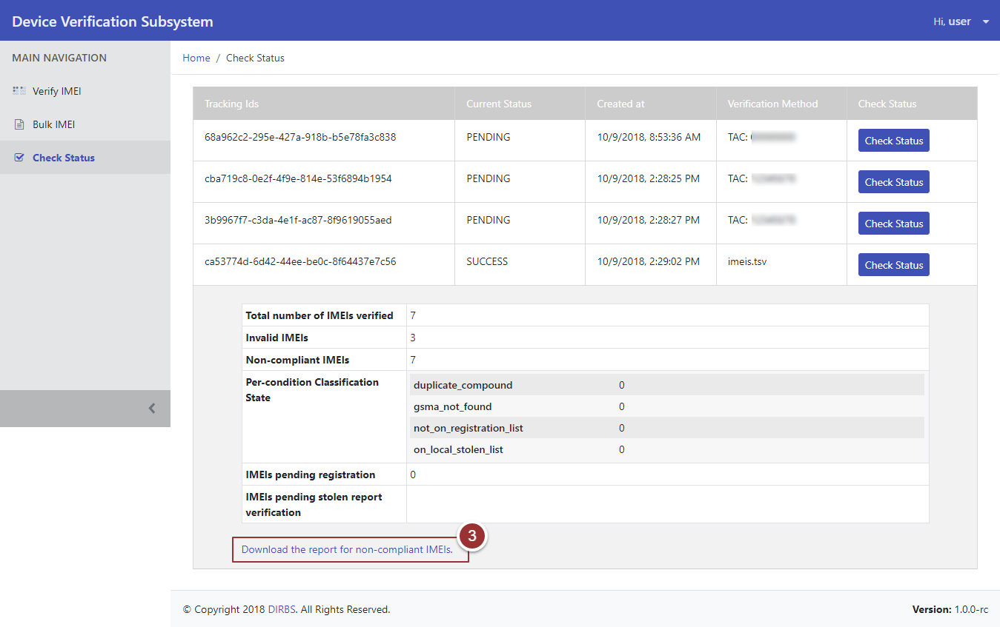 Device Verification Subsystem
Hi, user
MAIN NAVIGATION
Verify IMEI
Bulk IMEI
Check Status
Home / Check Status
Tracking Ids Current Status Created at Verification Method Check Status
68a962c2-295e-427a-918b-b5e78fa3c838 PENDING 10/9/2018, 8:53:36 AM TAC: Check Status
cba719c8-0e2f-4f9e-814e-53f6894b1954 PENDING 10/9/2018, 2:28:25 PM TAC: Check Status
3b9967f7-c3da-4e1f-ac87-8f9619055aed PENDING 10/9/2018, 2:28:27 PM TAC: Check Status
ca53774d-6d42-44ee-be0c-8f64437e7c56 SUCCESS 10/9/2018, 2:29:02 PM imeis.tsv Check Status
Total number of IMEIs verified 7
Invalid IMEIs 3
Non-compliant IMEIs 7
Per-condition Classification
State
duplicate_compound 0
gsma_not_found 0
not_on_registration_list 0
on_local_stolen_list 0
IMEIs pending registration 0
IMEIs pending stolen report
verification
3
Download the report for non-compliant IMEIs.
© Copyright 2018 DIRBS. All Rights Reserved.
Version: 1.0.0-rc